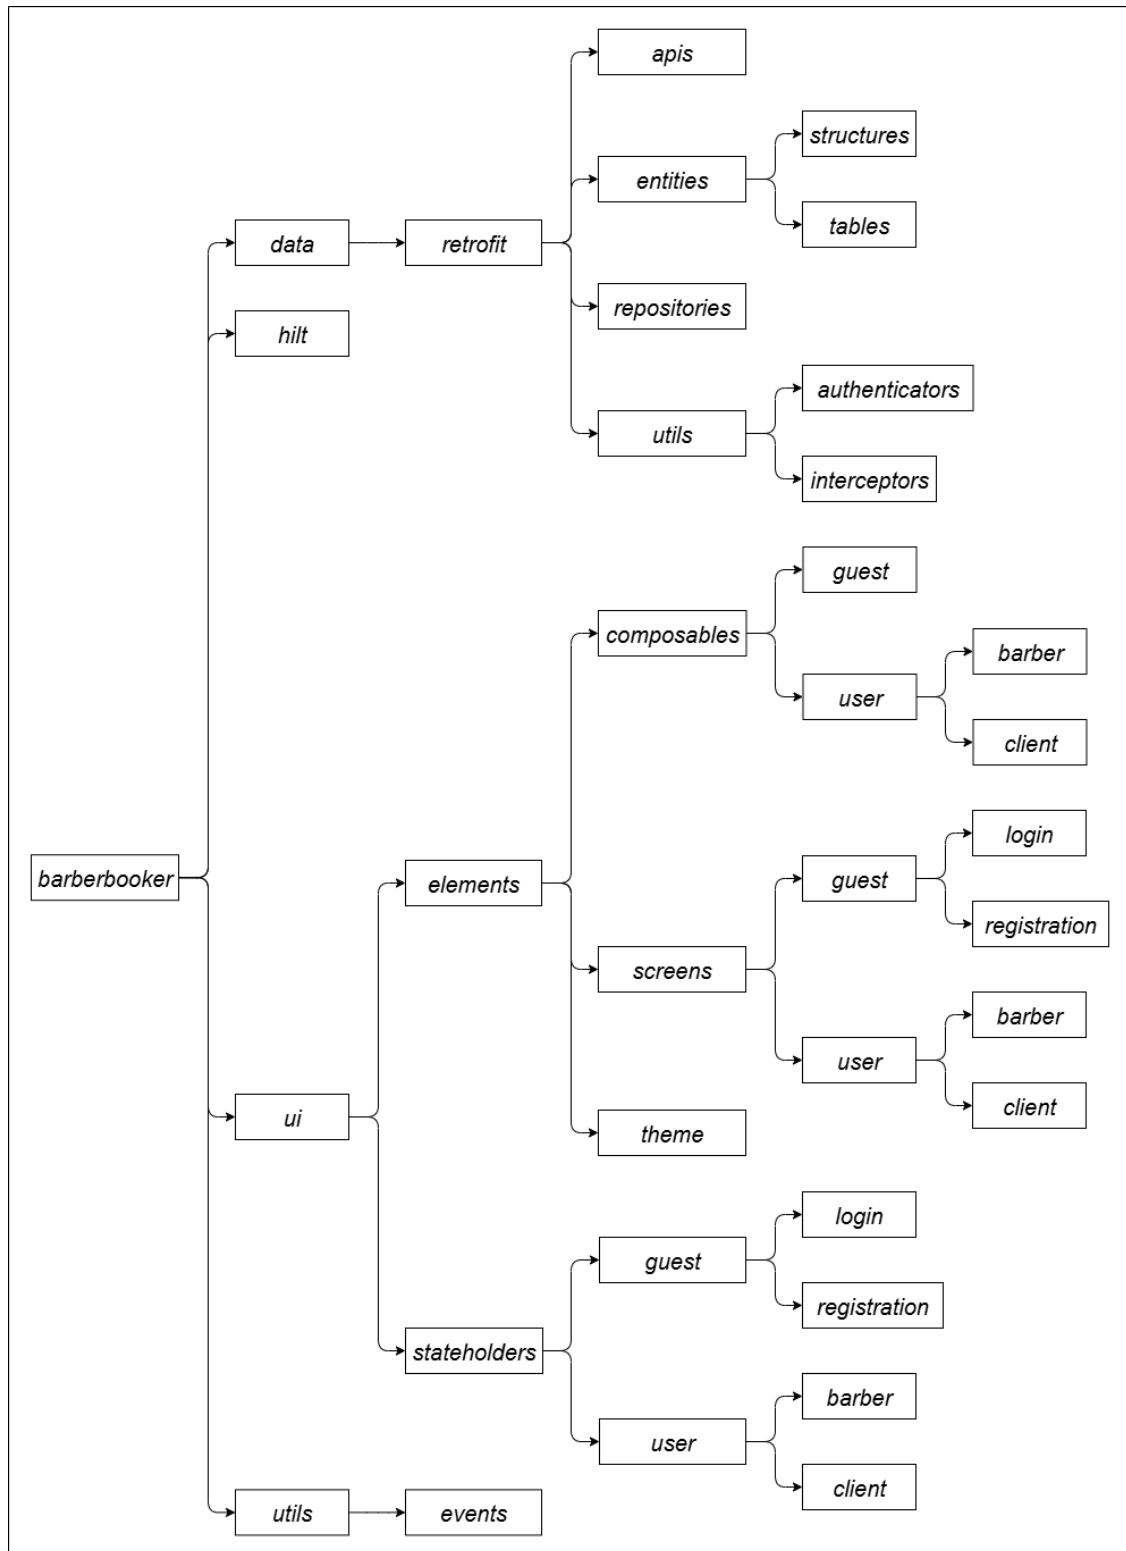 barberbooker
data
retrofit
apis
entities
structures
tables
repositories
utils
authenticators
interceptors
hilt
ui
elements
composables
guest
user
barber
client
screens
guest
login
registration
user
barber
client
theme
stateholders
guest
login
registration
user
barber
client
utils
events